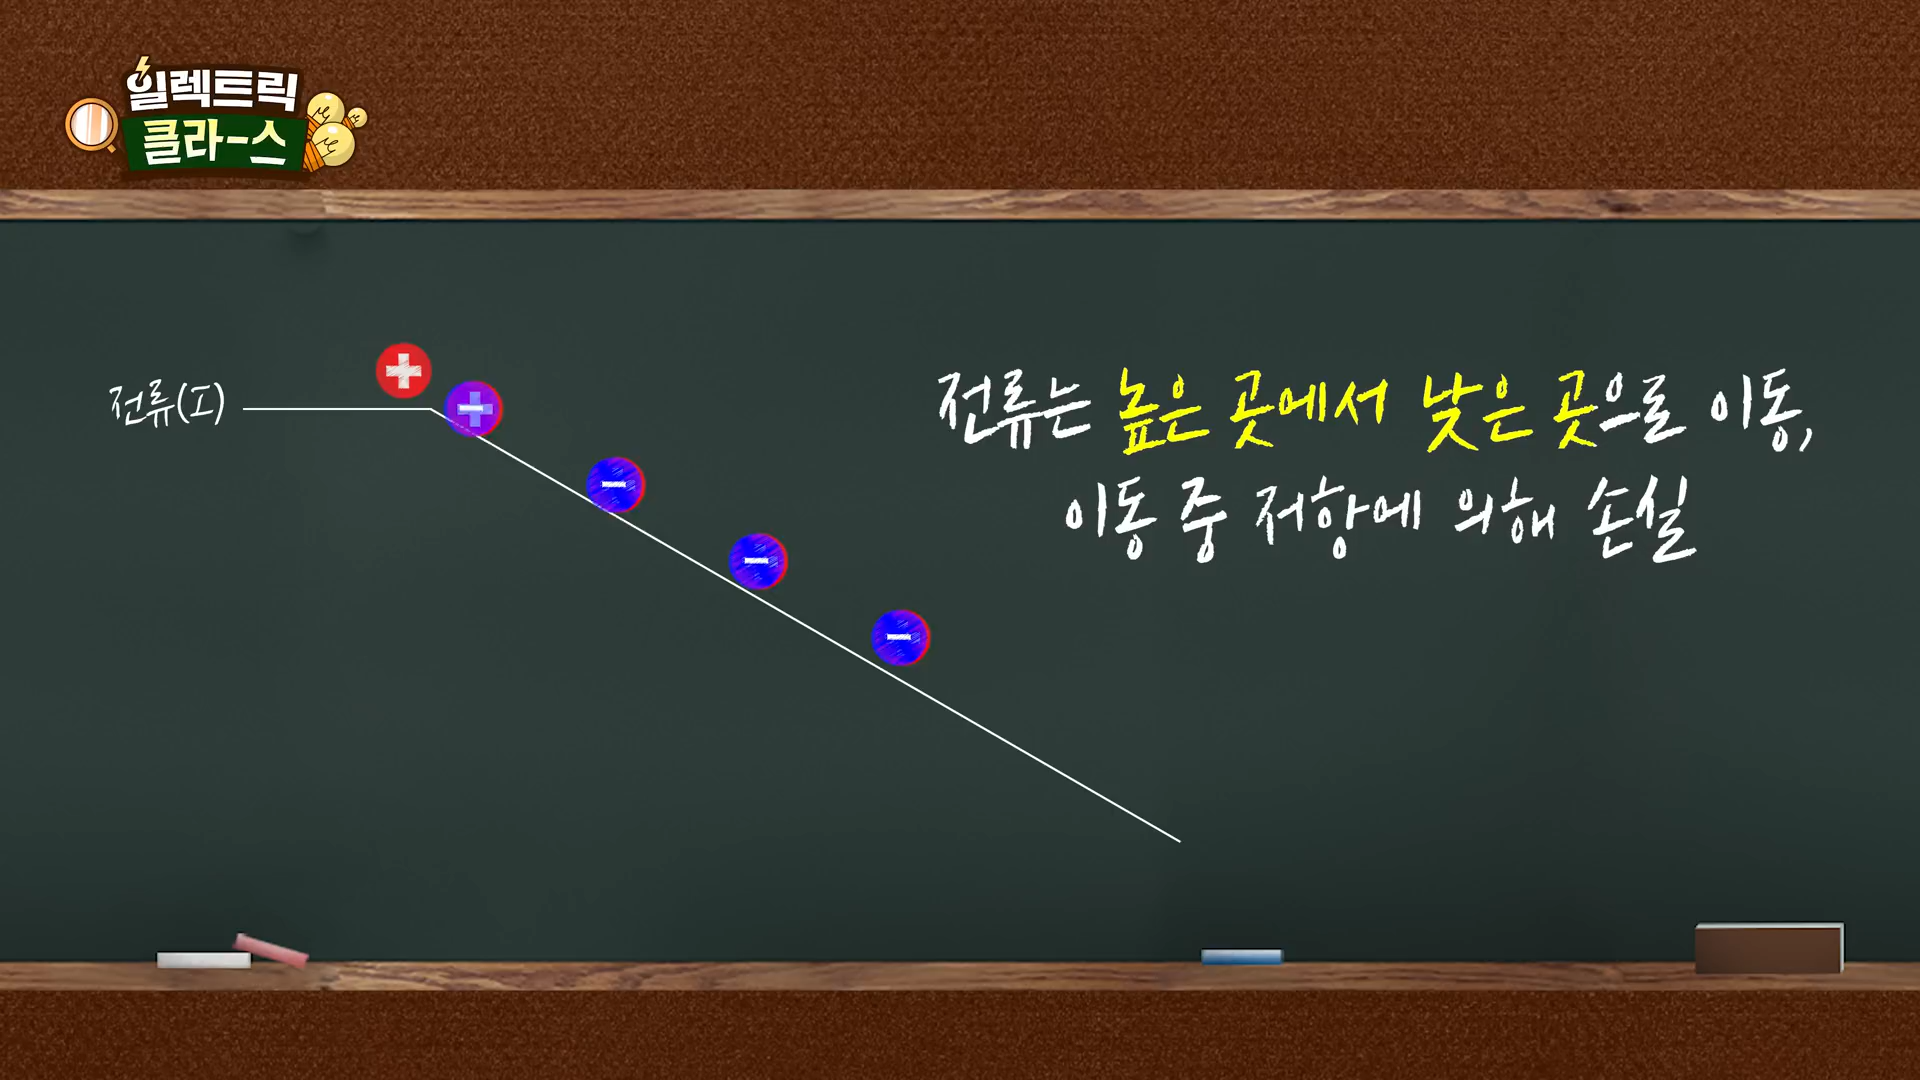 일렉트릭
클라-스
전류(I)
전류는 높은 곳에서 낮은 곳으로 이동,
이동 중 저항에 의해 손실